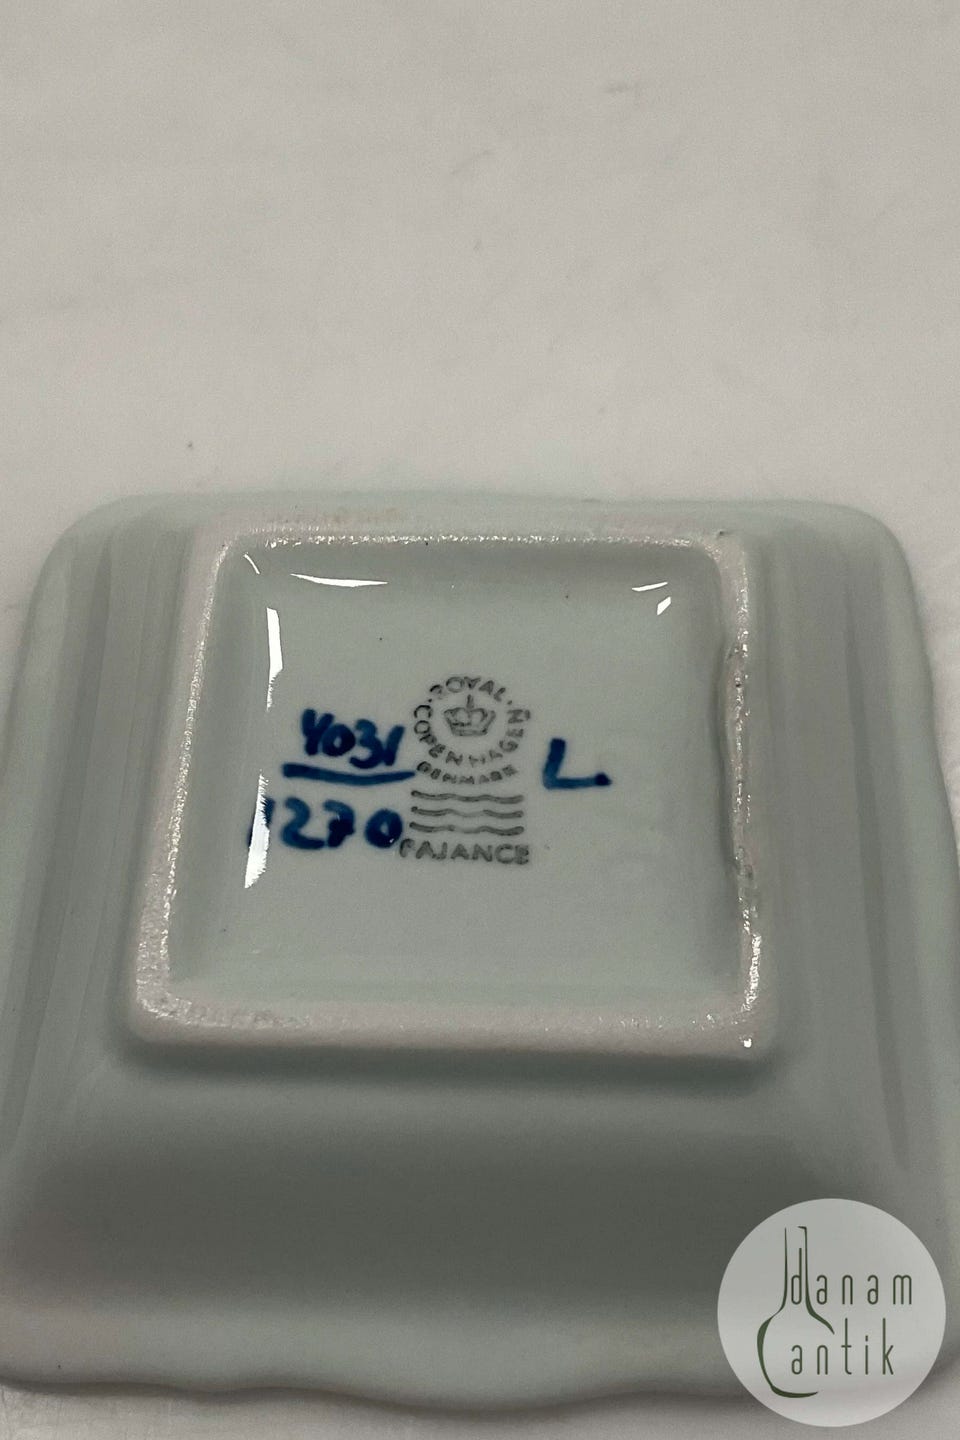 ROYAL
COPENHAGEN
DENMARK
4031
1270
L
FAJANCE
danam
antik